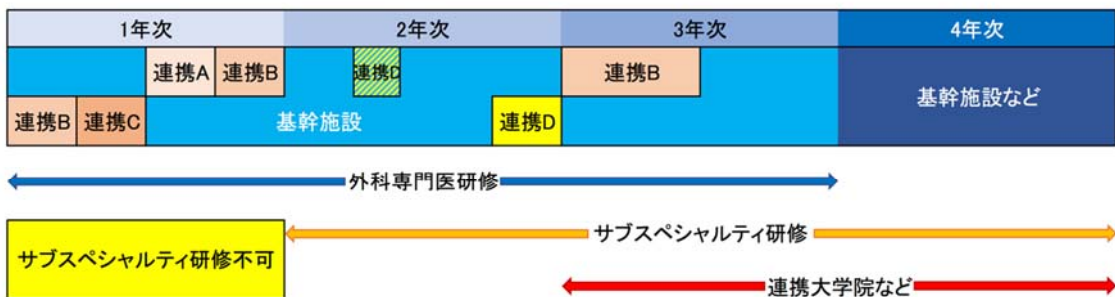 1年次
2年次
3年次
4年次
連携A
連携B
連携D
連携B
基幹施設など
連携B
連携C
基幹施設
連携D
外科専門医研修
サブスペシャルティ研修不可
サブスペシャルティ研修
連携大学院など